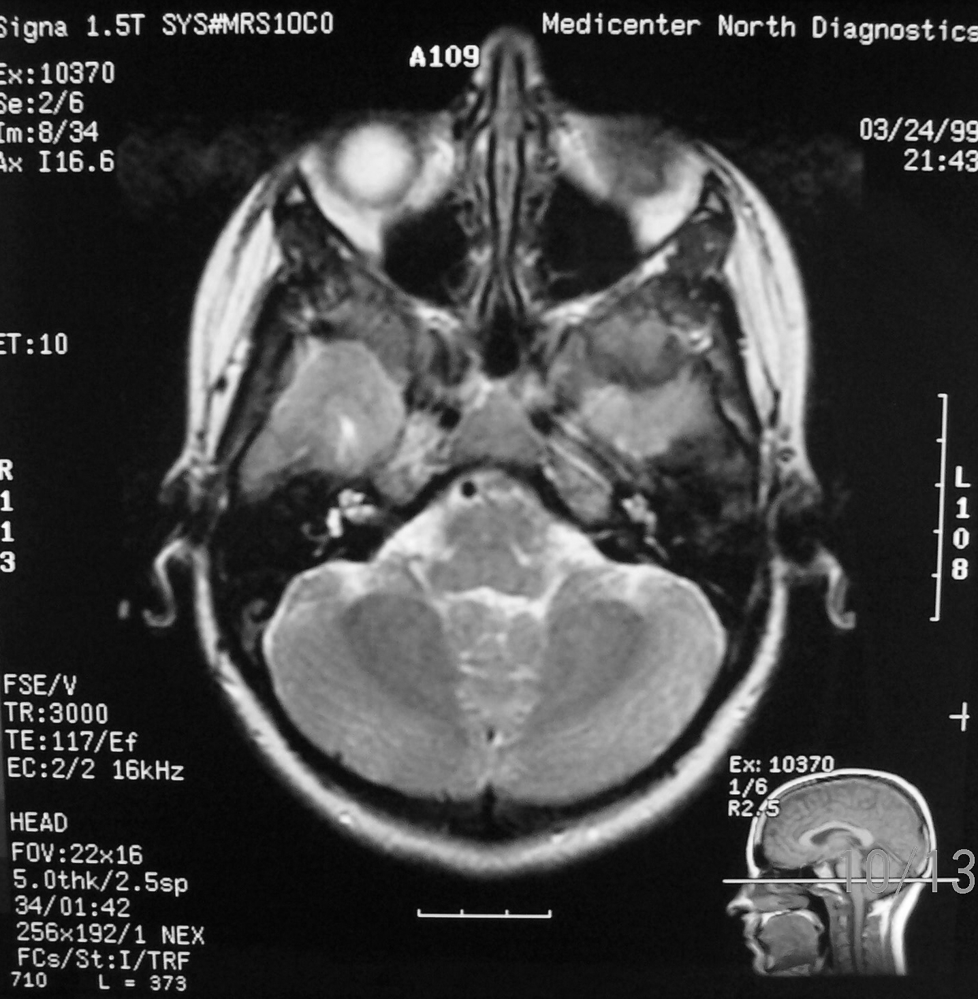 Signa 1.5T SYS#MRS10C0
Medicenter North Diagnostics
A109
Ex:10370
Se:2/6
Im:8/34
Ax I16.6
03/24/99
21:43
ET:10
R
1
1
3
L
1
0
8
FSE/V
TR:3000
TE:117/Ef
EC:2/2 16kHz
HEAD
FOV:22x16
5.0thk/2.5sp
34/01:42
256x192/1 NEX
FCs/St:I/TRF
710 L = 373
Ex: 10370
1/6
R2.5
10/13